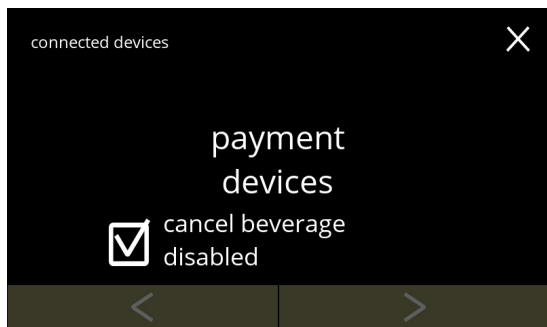 connected devices
payment
devices
cancel beverage
disabled